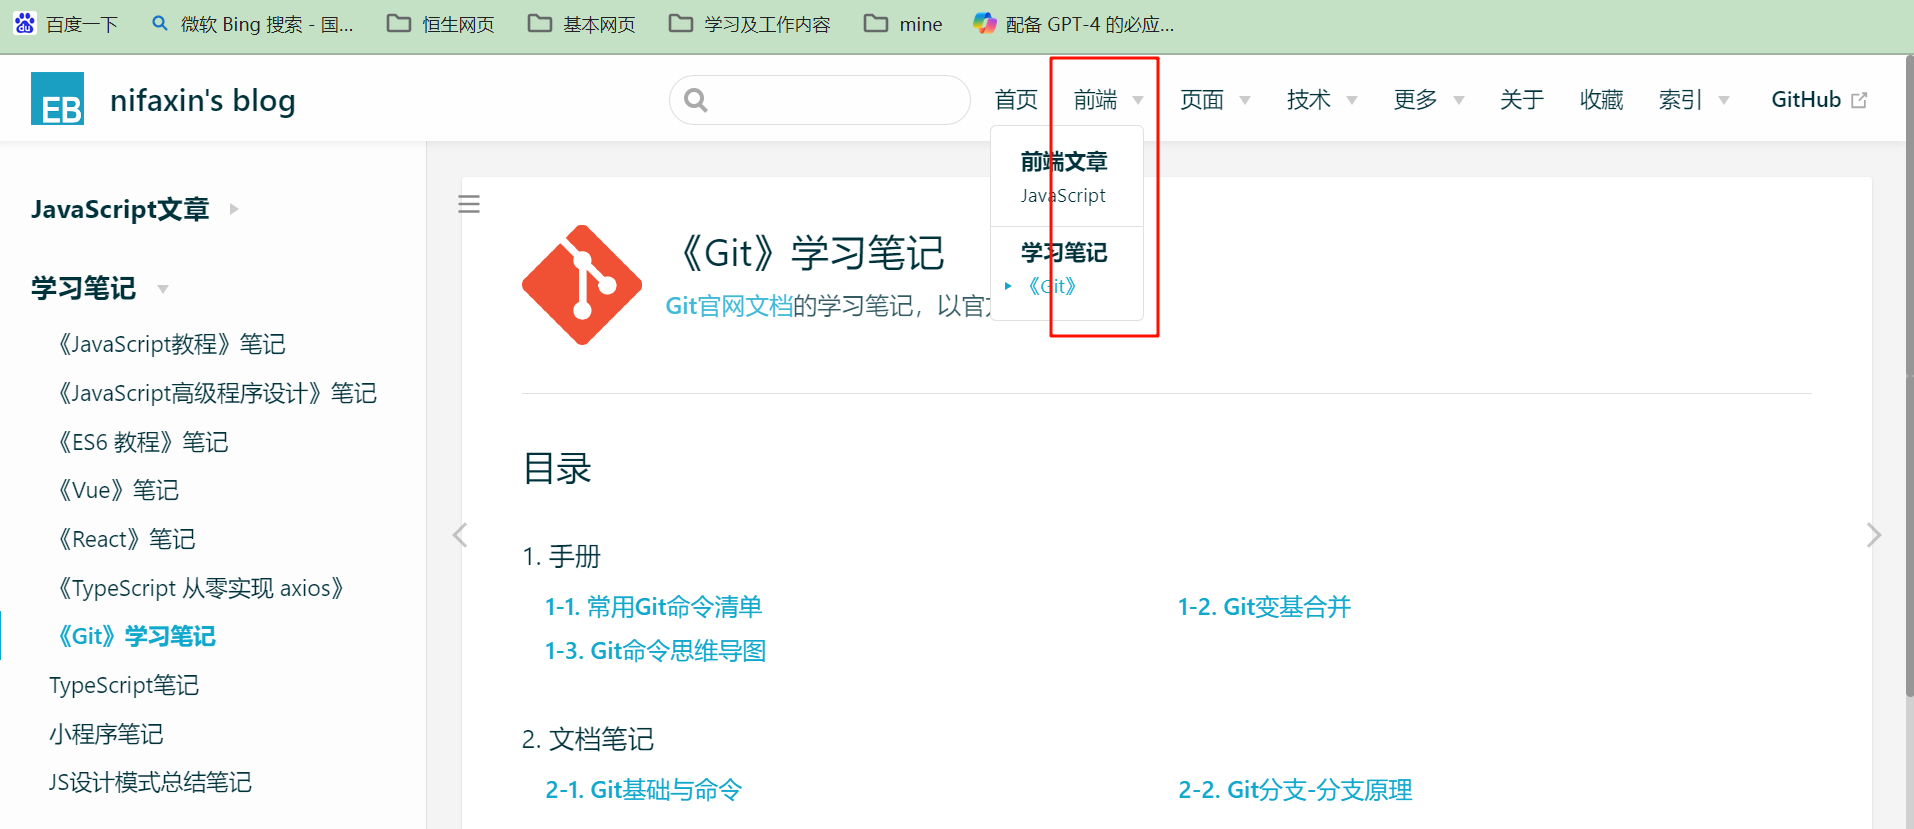 百度一下 微软 Bing 搜索 - 国... 恒生网页 基本网页 学习及工作内容 mine 配备 GPT-4 的必应...
EB nifaxin's blog 首页 前端 页面 技术 更多 关于 收藏 索引 GitHub
前端文章
JavaScript
学习笔记
《Git》
JavaScript文章
学习笔记
《JavaScript教程》笔记
《JavaScript高级程序设计》笔记
《ES6 教程》笔记
《Vue》笔记
《React》笔记
《TypeScript 从零实现 axios》
《Git》学习笔记
TypeScript笔记
小程序笔记
JS设计模式总结笔记
《Git》学习笔记
Git官网文档的学习笔记，以官
目录
1. 手册
1-1. 常用Git命令清单 1-2. Git变基合并
1-3. Git命令思维导图
2. 文档笔记
2-1. Git基础与命令 2-2. Git分支-分支原理